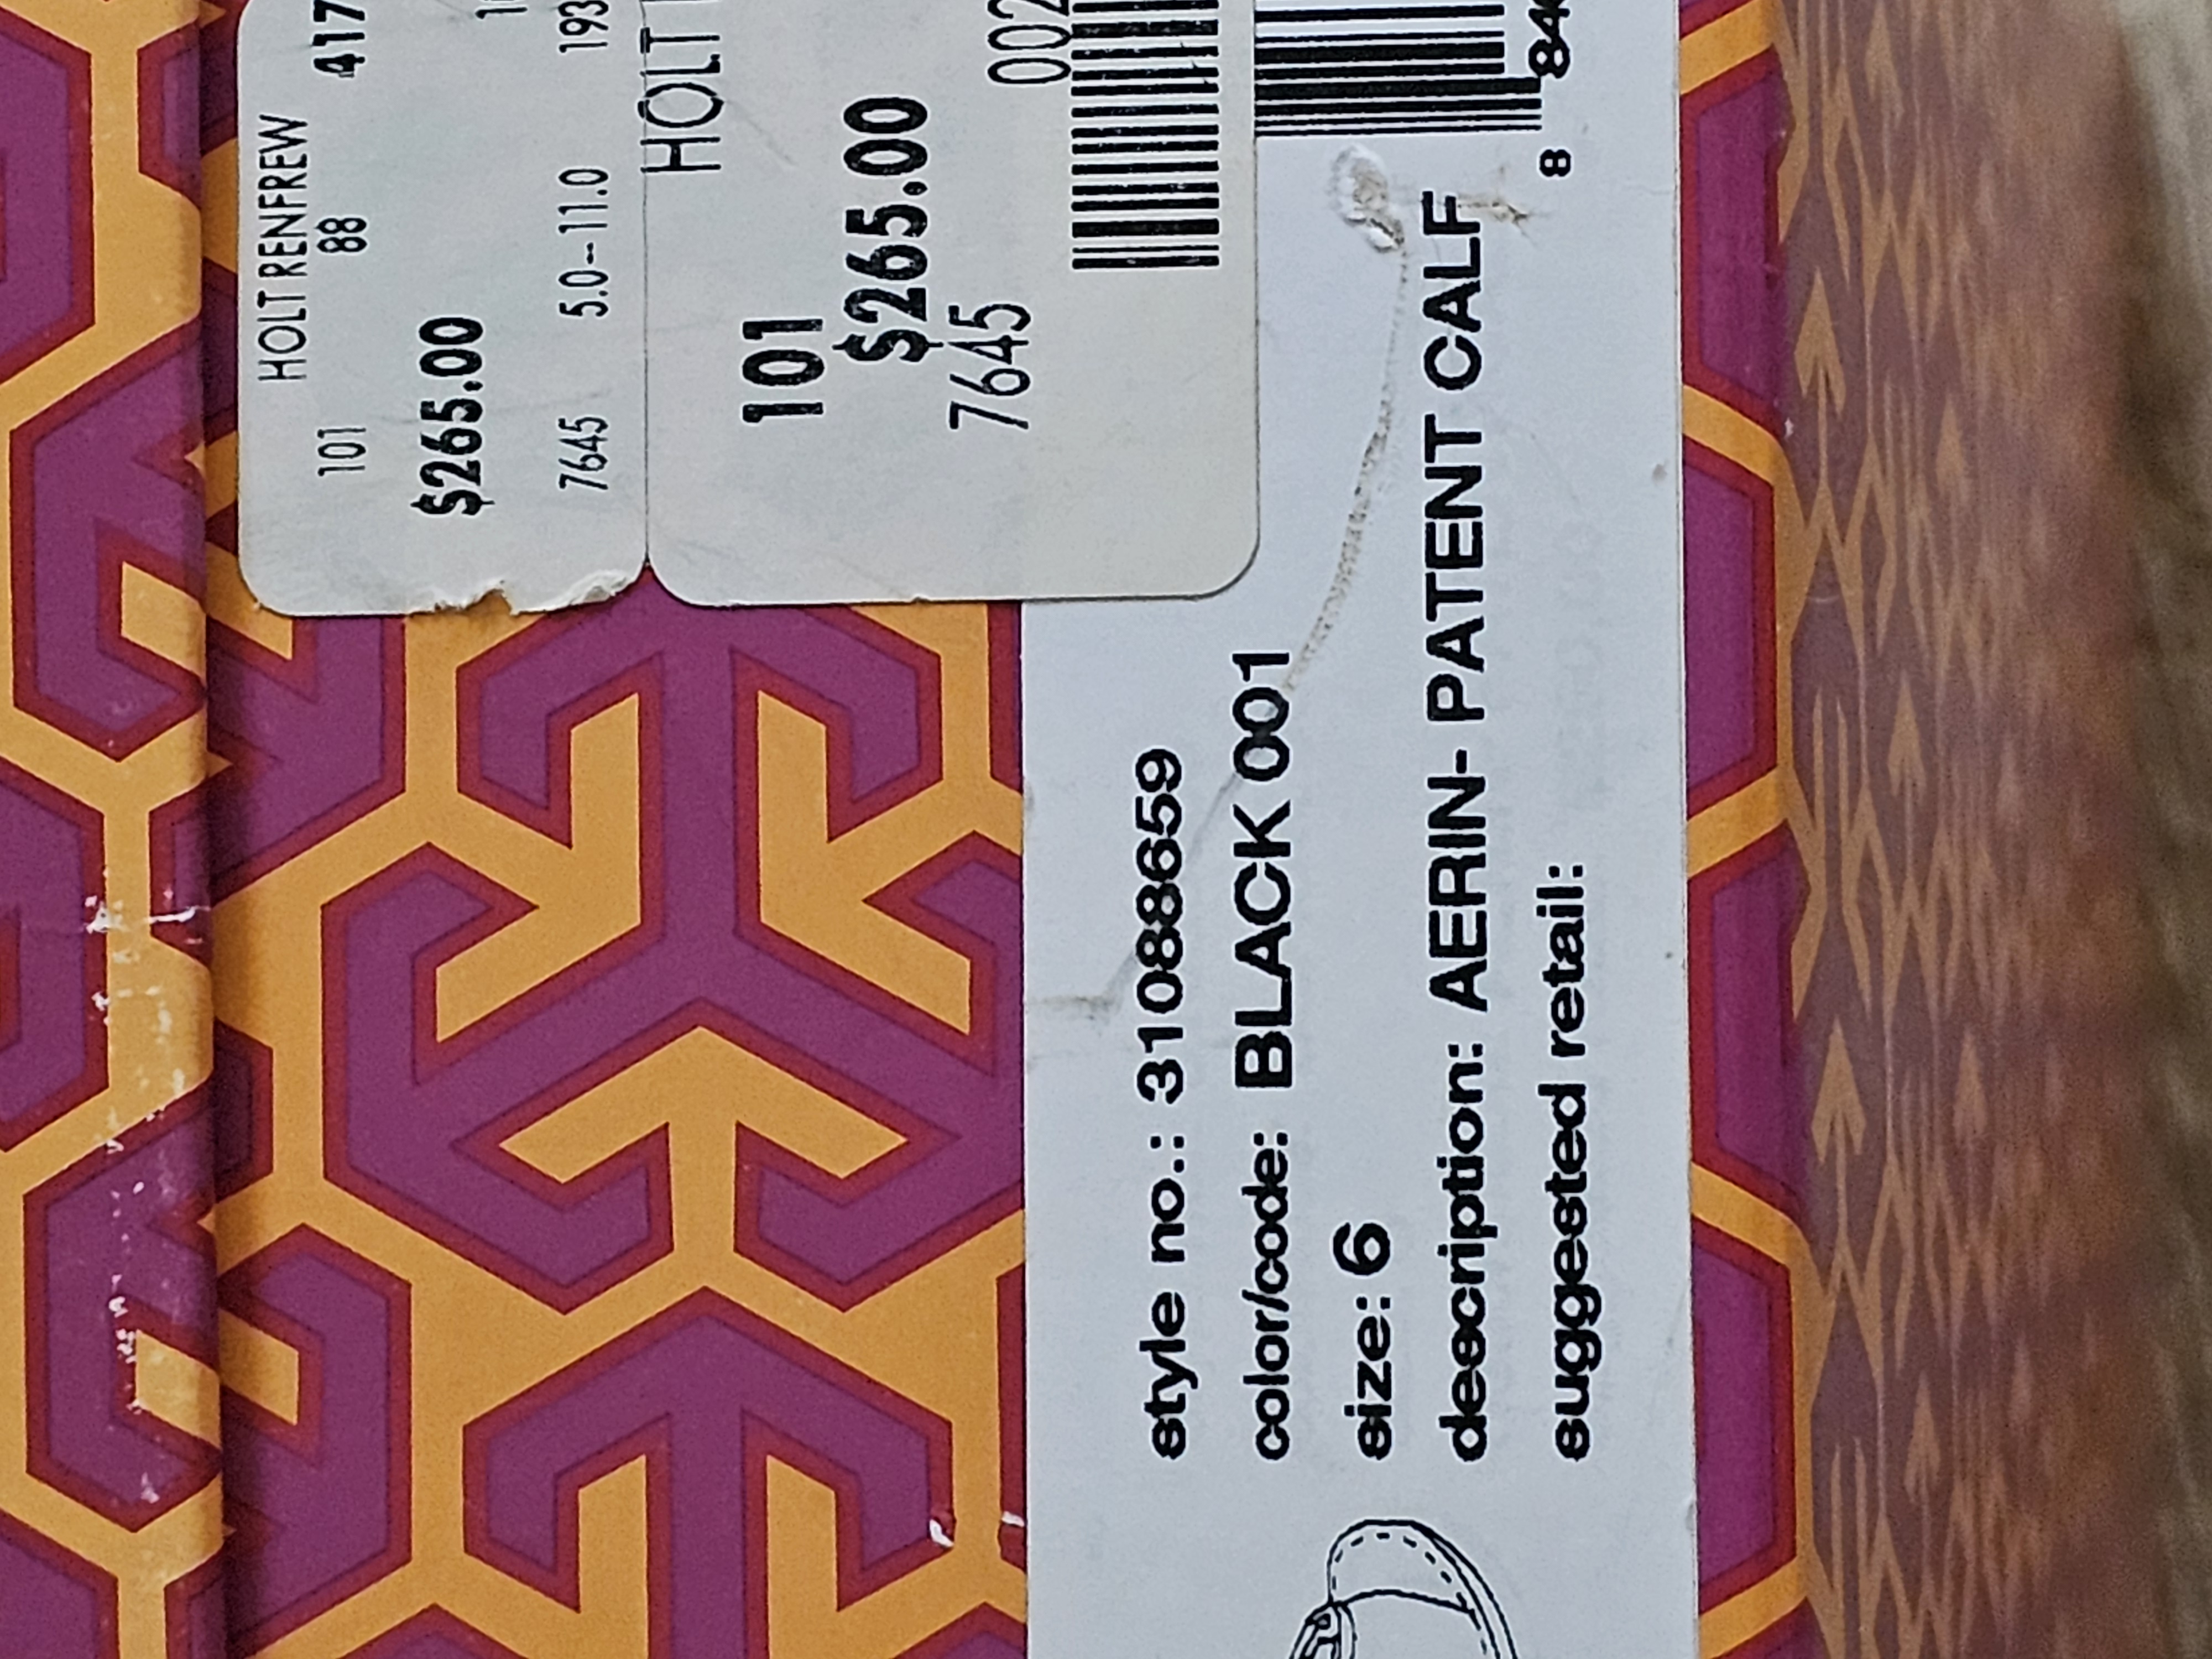 HOLT RENFREW
101 88 417
$265.00
7645 5.0--11.0 193
HOLT
101
$265.00
7645 002
style no.: 31088659
color/code: BLACK 001
size: 6
description: AERIN- PATENT CALF
suggested retail:
8 84